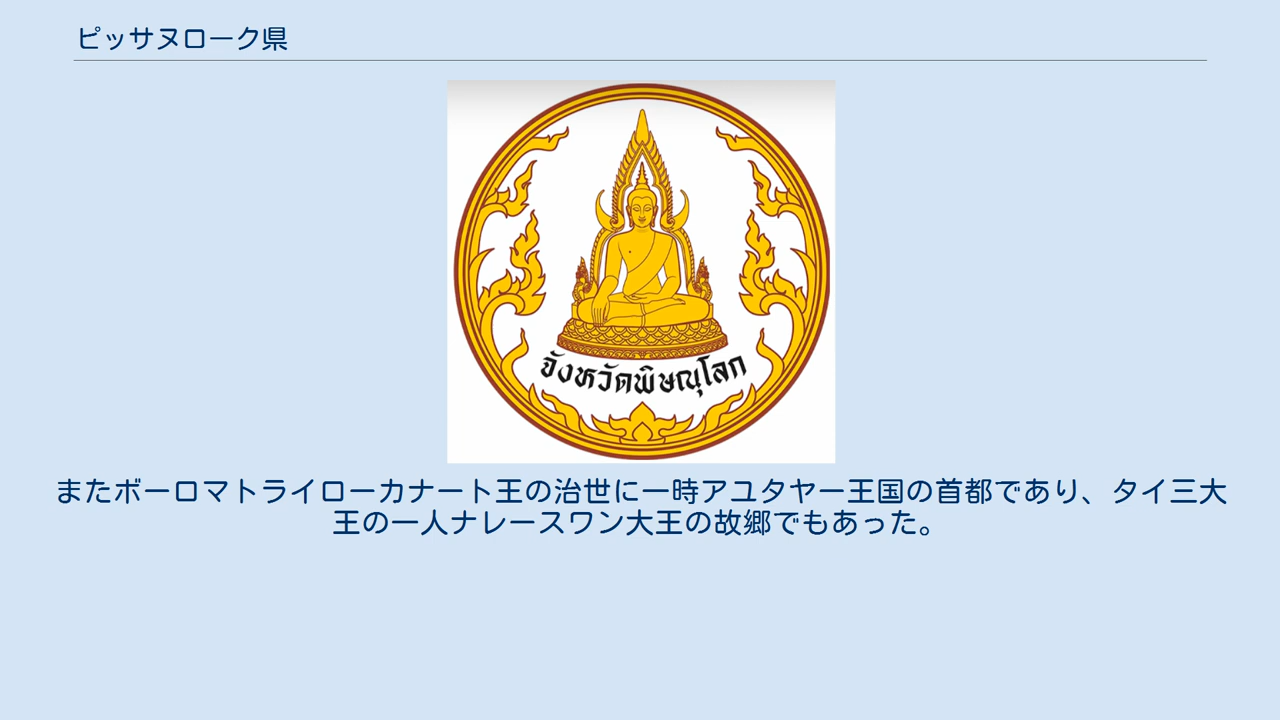 ピッサヌローク県
จังหวัดพิษณุโลก
またボーロマトライローカナート王の治世に一時アユタヤー王国の首都であり、タイ三大
王の一人ナレースワン大王の故郷でもあった。